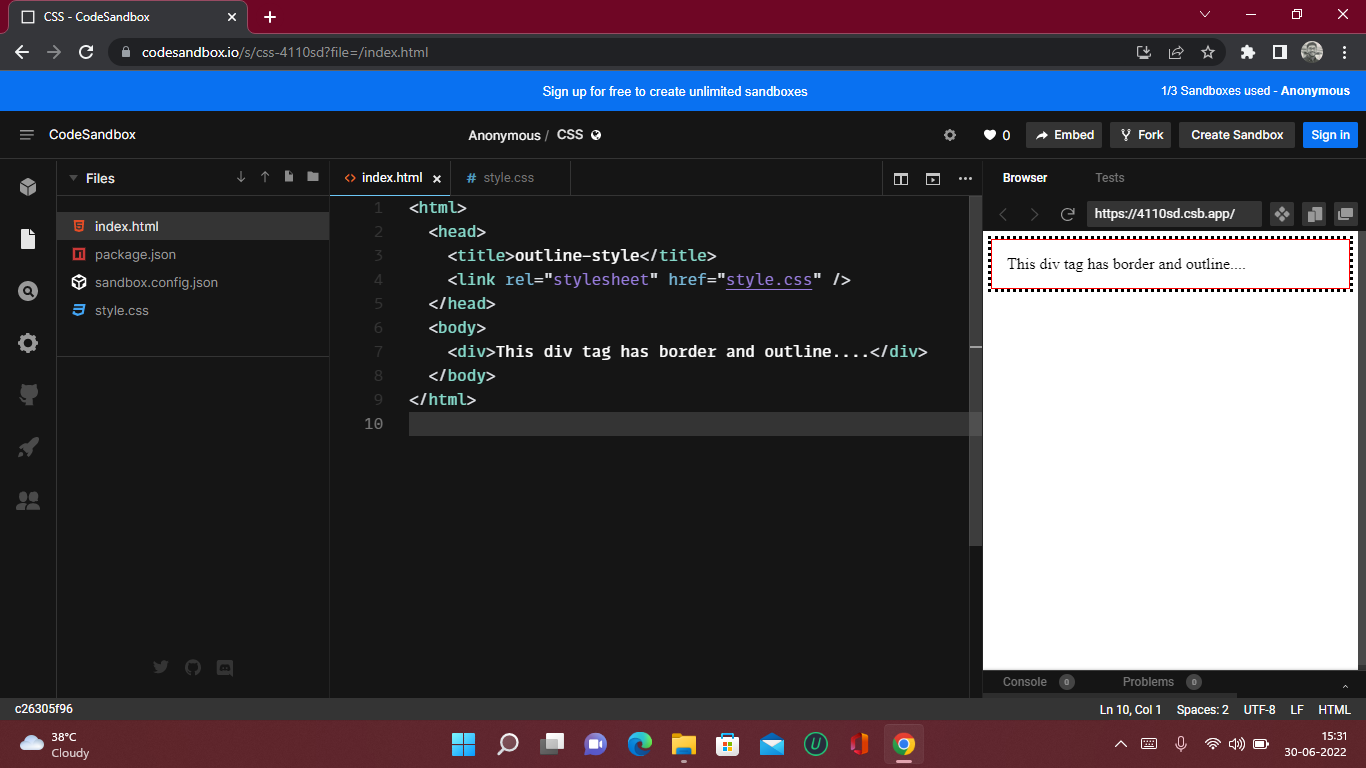 CSS - CodeSandbox
codesandbox.io/s/css-4110sd?file=/index.html
Sign up for free to create unlimited sandboxes
1/3 Sandboxes used - Anonymous
CodeSandbox
Anonymous / CSS
0
Embed
Fork
Create Sandbox
Sign in
Files
index.html
package.json
sandbox.config.json
style.css
<> index.html
# style.css
1 <html>
2 <head>
3 <title>outline-style</title>
4 <link rel="stylesheet" href="style.css" />
5 </head>
6 <body>
7 <div>This div tag has border and outline....</div>
8 </body>
9 </html>
10
Browser
Tests
https://4110sd.csb.app/
This div tag has border and outline....
Console 0
Problems 0
c26305f96
Ln 10, Col 1
Spaces: 2
UTF-8
LF
HTML
38°C
Cloudy
15:31
30-06-2022